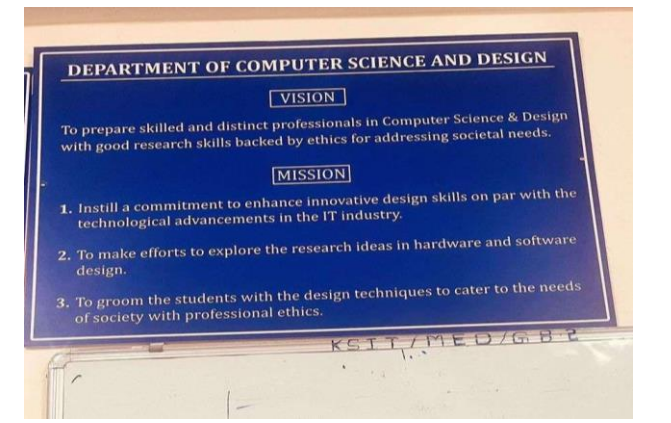 DEPARTMENT OF COMPUTER SCIENCE AND DESIGN
VISION
To prepare skilled and distinct professionals in Computer Science & Design
with good research skills backed by ethics for addressing societal needs.
MISSION
1. Instill a commitment to enhance innovative design skills on par with the
technological advancements in the IT industry.
2. To make efforts to explore the research ideas in hardware and software
design.
3. To groom the students with the design techniques to cater to the needs
of society with professional ethics.
KSIT/MED/GB-2